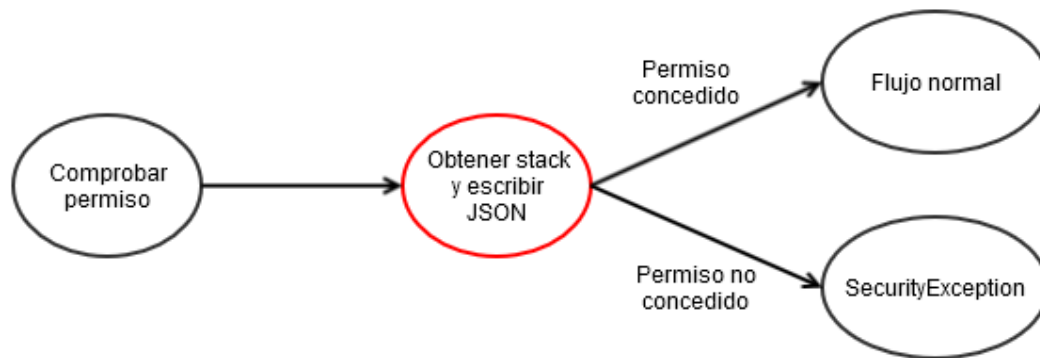 Comprobar
permiso
Obtener stack
y escribir
JSON
Permiso
concedido
Flujo normal
Permiso no
concedido
SecurityException